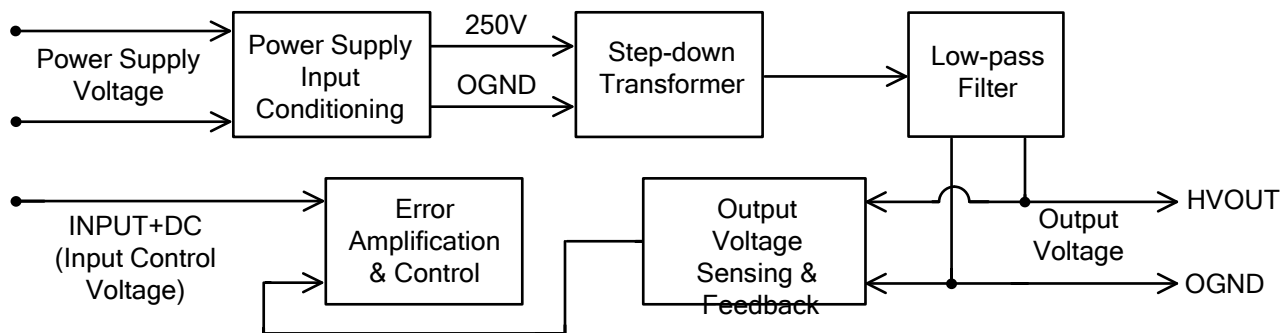 Power Supply
Voltage
Power Supply
Input
Conditioning
250V
OGND
Step-down
Transformer
Low-pass
Filter
INPUT+DC
(Input Control
Voltage)
Error
Amplification
& Control
Output
Voltage
Sensing &
Feedback
Output
Voltage
HVOUT
OGND